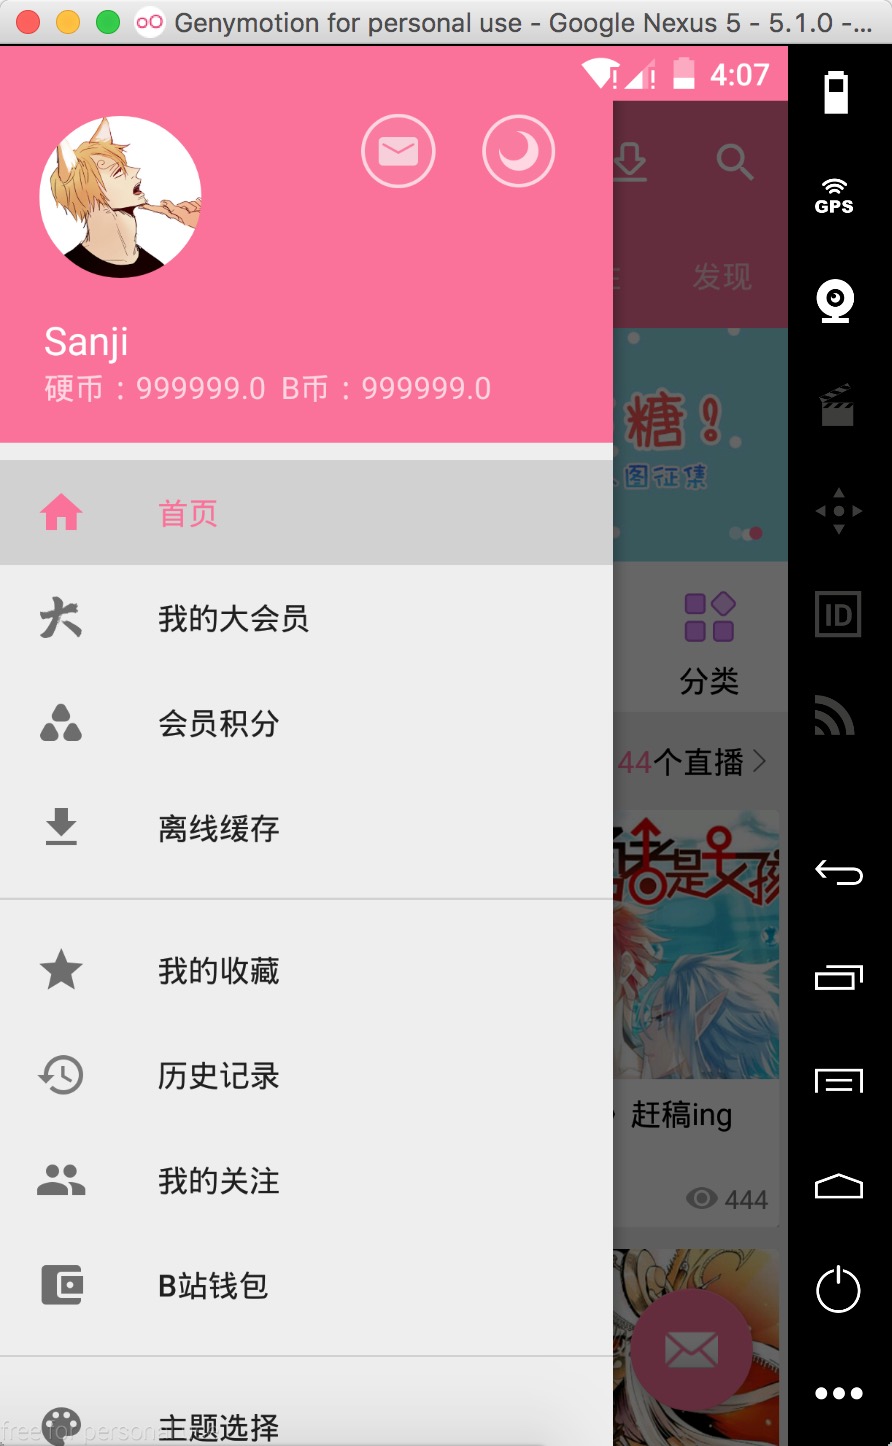 Genymotion for personal use - Google Nexus 5 - 5.1.0 -...
4:07
GPS
发现
Sanji
硬币：999999.0 B币：999999.0
糖！
图征集
首页
ID
我的大会员
分类
会员积分
44个直播
离线缓存
是女孩
我的收藏
历史记录
赶稿ing
我的关注
444
B站钱包
主题选择
free for personal